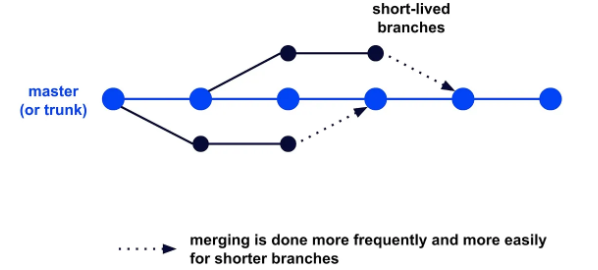 short-lived
branches
master
(or trunk)
merging is done more frequently and more easily
for shorter branches